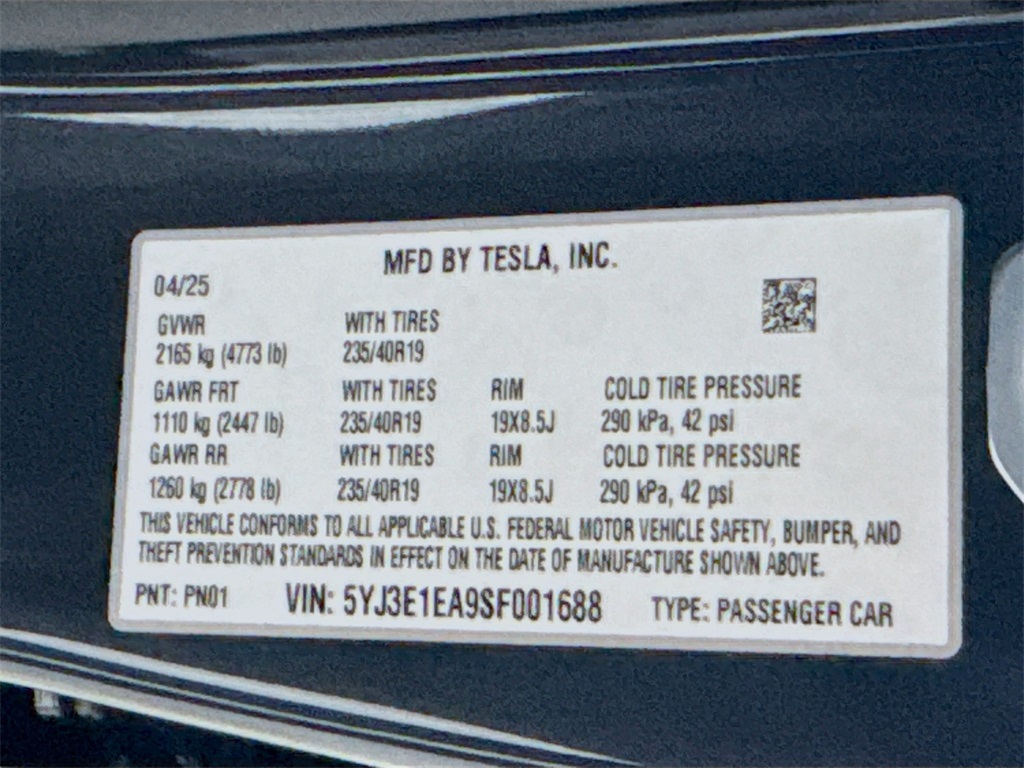 MFD BY TESLA, INC.
04/25
GVWR WITH TIRES
2165 kg (4773 lb) 235/40R19
GAWR FRT WITH TIRES RIM COLD TIRE PRESSURE
1110 kg (2447 lb) 235/40R19 19X8.5J 290 kPa, 42 psi
GAWR RR WITH TIRES RIM COLD TIRE PRESSURE
1260 kg (2778 lb) 235/40R19 19X8.5J 290 kPa, 42 psi
THIS VEHICLE CONFORMS TO ALL APPLICABLE U.S. FEDERAL MOTOR VEHICLE SAFETY, BUMPER, AND
THEFT PREVENTION STANDARDS IN EFFECT ON THE DATE OF MANUFACTURE SHOWN ABOVE.
PNT: PN01 VIN: 5YJ3E1EA9SF001688 TYPE: PASSENGER CAR